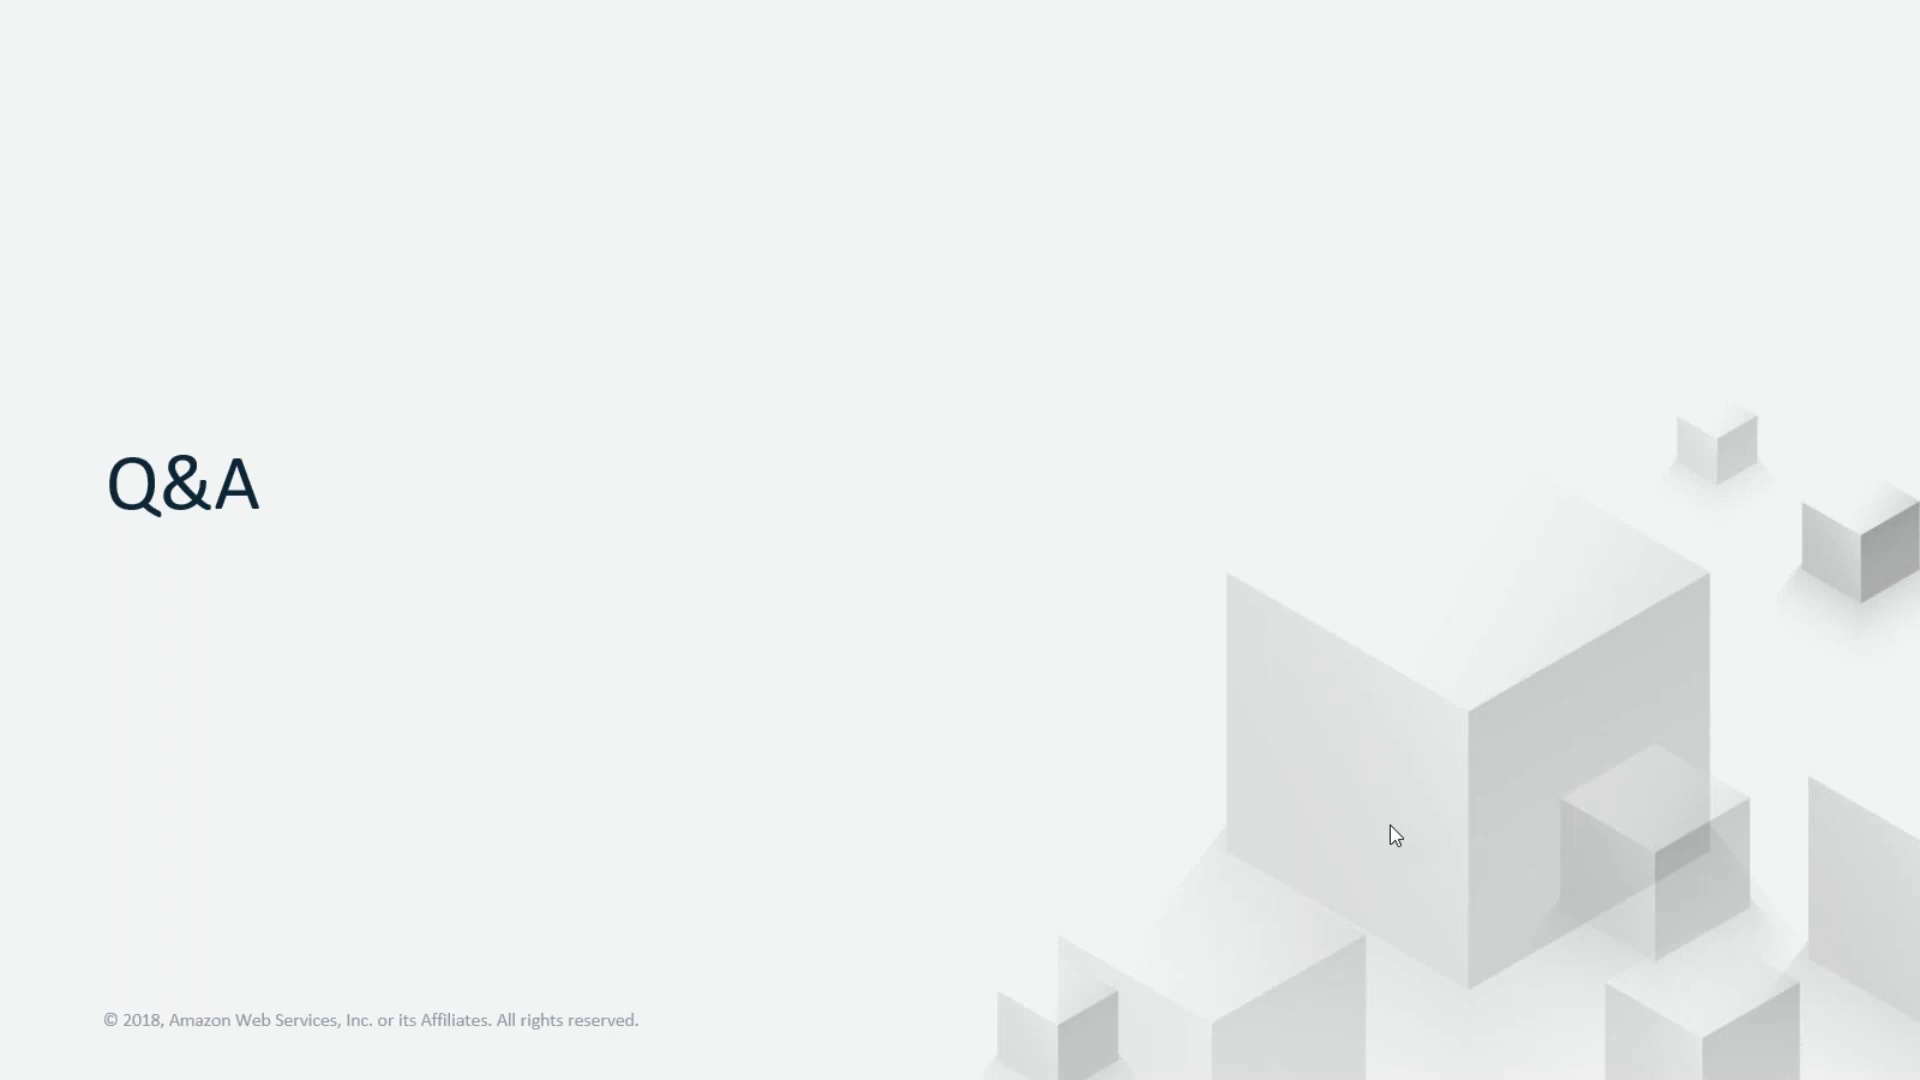 Q&A
© 2018, Amazon Web Services, Inc. or its Affiliates. All rights reserved.